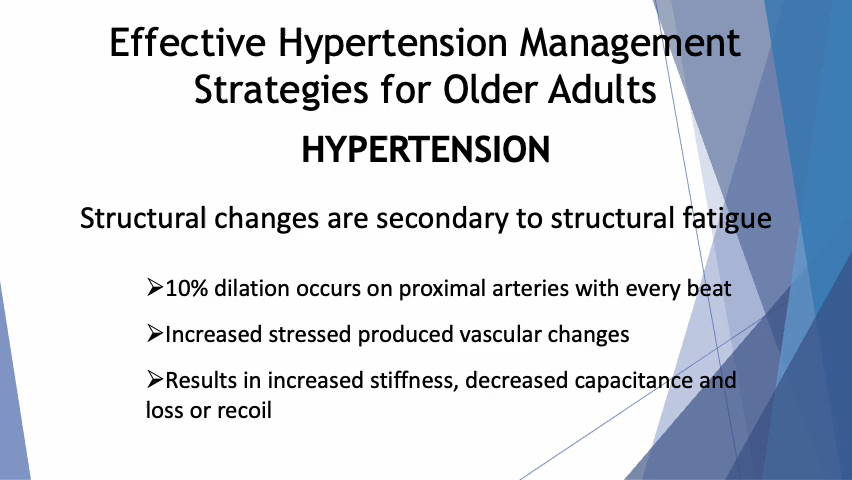 Effective Hypertension Management
Strategies for Older Adults
HYPERTENSION
Structural changes are secondary to structural fatigue
➢10% dilation occurs on proximal arteries with every beat
➢Increased stressed produced vascular changes
➢Results in increased stiffness, decreased capacitance and
loss or recoil